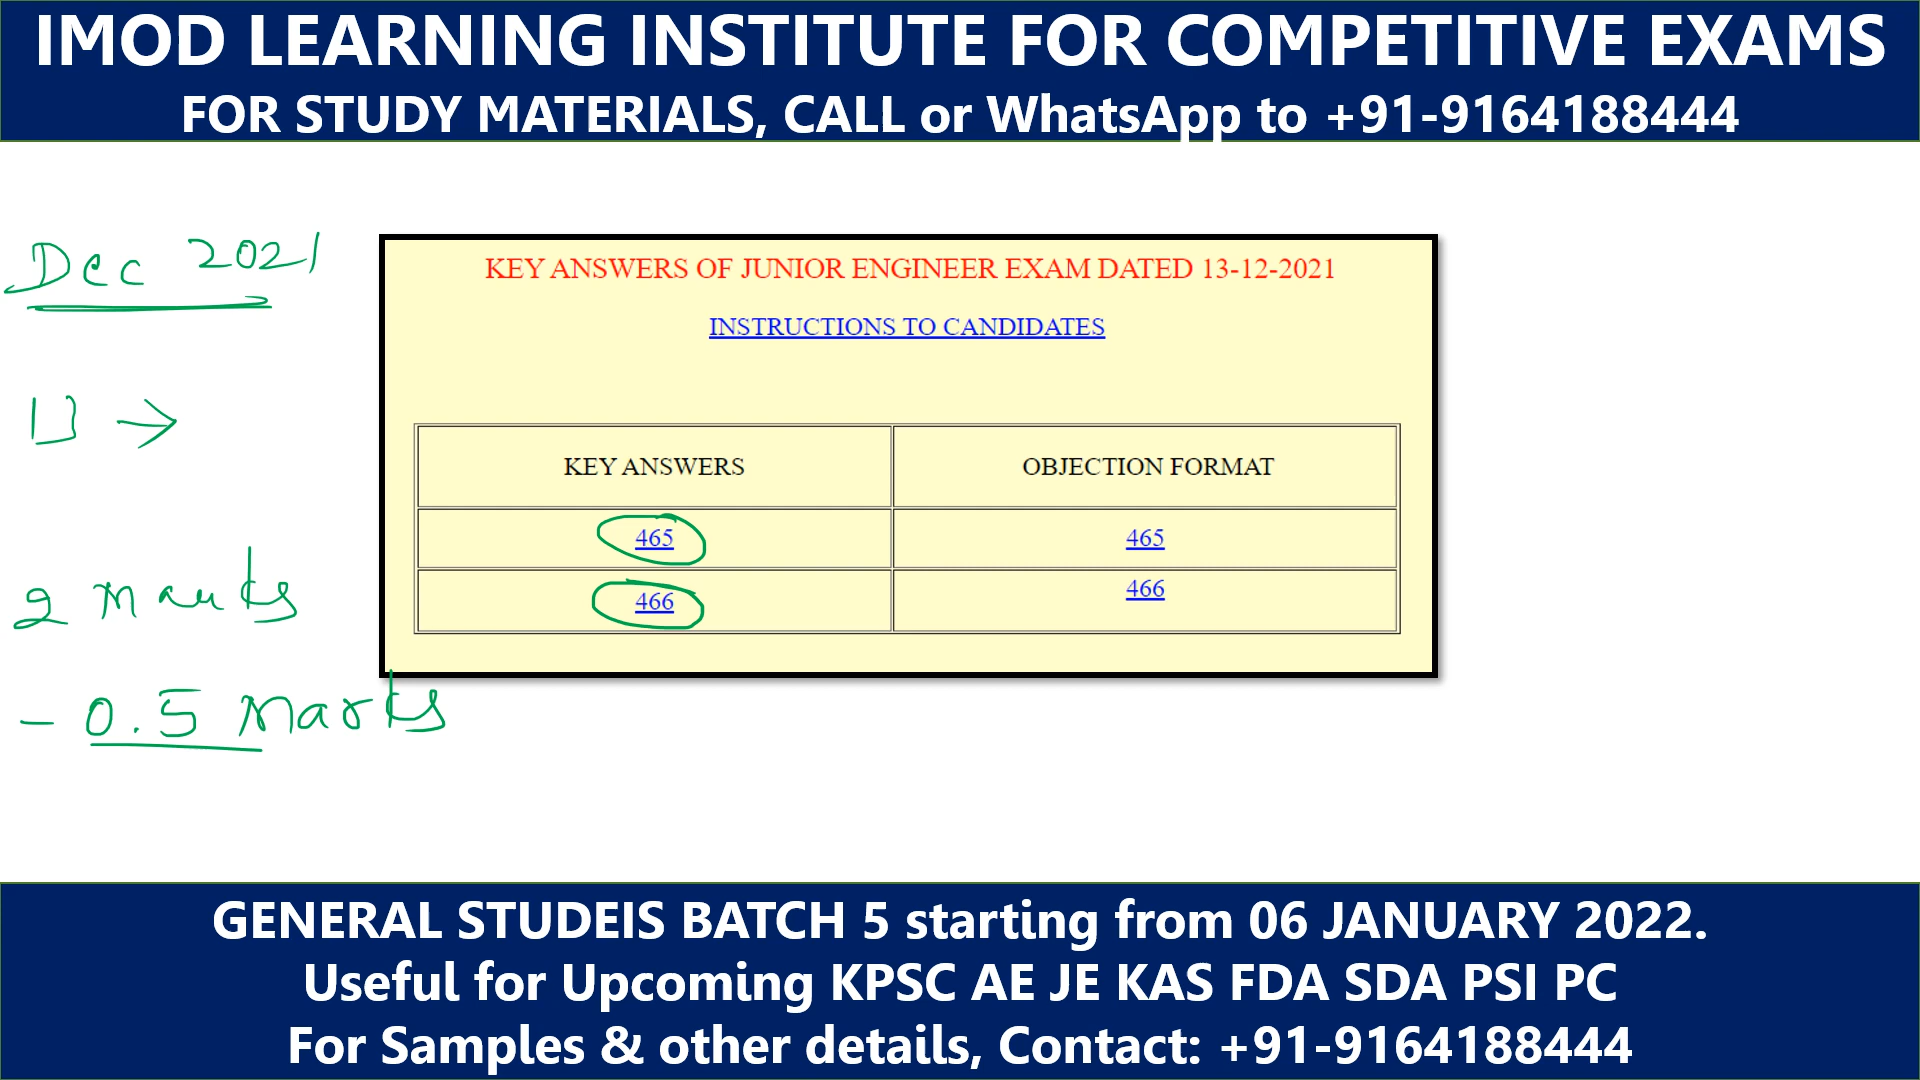 IMOD LEARNING INSTITUTE FOR COMPETITIVE EXAMS
FOR STUDY MATERIALS, CALL or WhatsApp to +91-9164188444
Dec 2021
KEY ANSWERS OF JUNIOR ENGINEER EXAM DATED 13-12-2021
INSTRUCTIONS TO CANDIDATES
→
KEY ANSWERS OBJECTION FORMAT
465 465
466 466
2 Marks
- 0.5 Marks
GENERAL STUDEIS BATCH 5 starting from 06 JANUARY 2022.
Useful for Upcoming KPSC AE JE KAS FDA SDA PSI PC
For Samples & other details, Contact: +91-9164188444